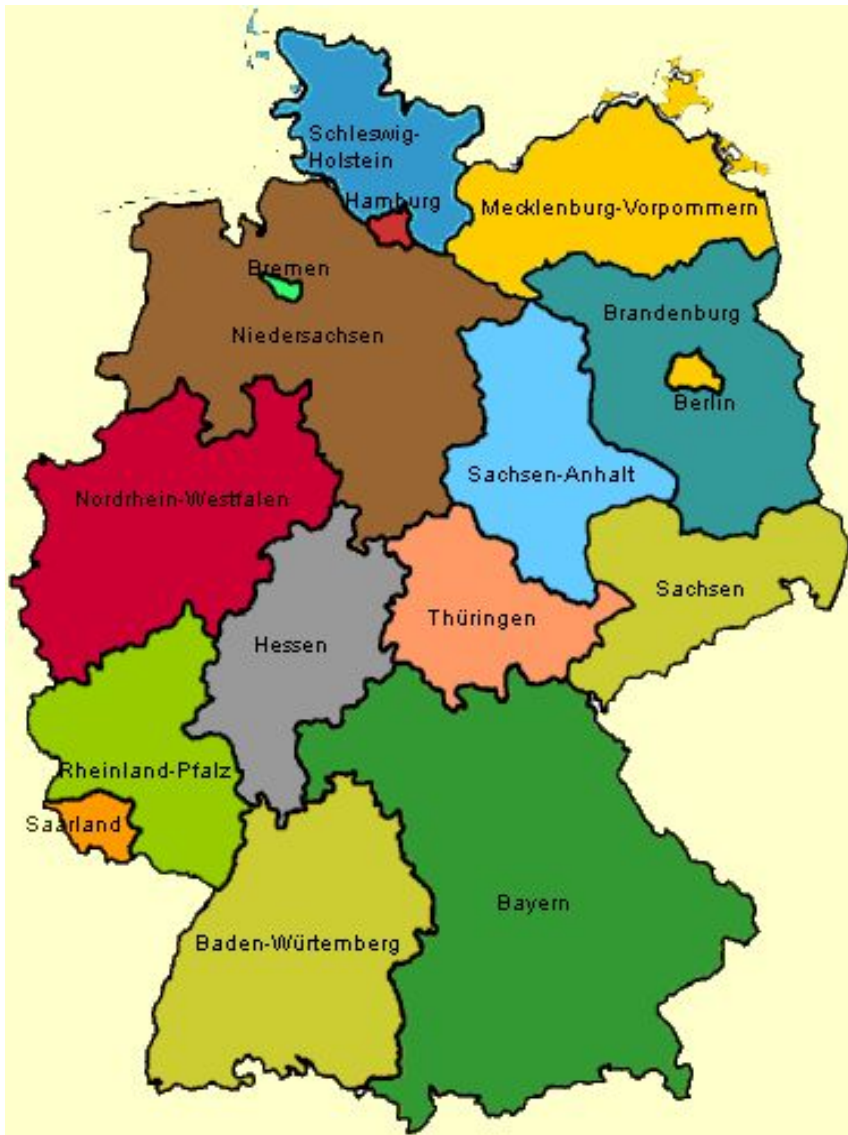 Schleswig-
Holstein
Hamburg
Mecklenburg-Vorpommern
Bremen
Niedersachsen
Brandenburg
Berlin
Nordrhein-Westfalen
Sachsen-Anhalt
Sachsen
Thüringen
Hessen
Rheinland-Pfalz
Saarland
Bayern
Baden-Würtemberg